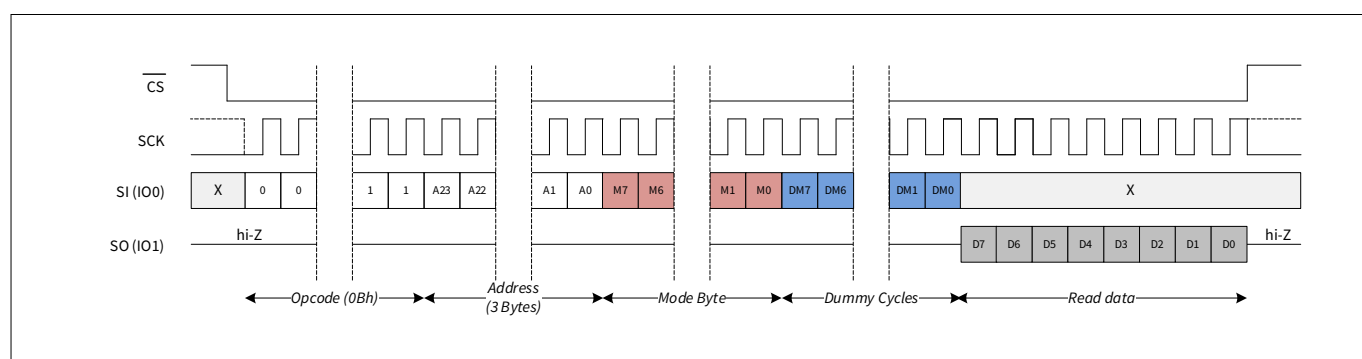 CS
SCK
SI (IO0) X 0 0 1 1 A23 A22 A1 A0 M7 M6 M1 M0 DM7 DM6 DM1 DM0 X
hi-Z hi-Z
SO (IO1) D7 D6 D5 D4 D3 D2 D1 D0
Opcode (0Bh) Address Mode Byte Dummy Cycles Read data
(3 Bytes)